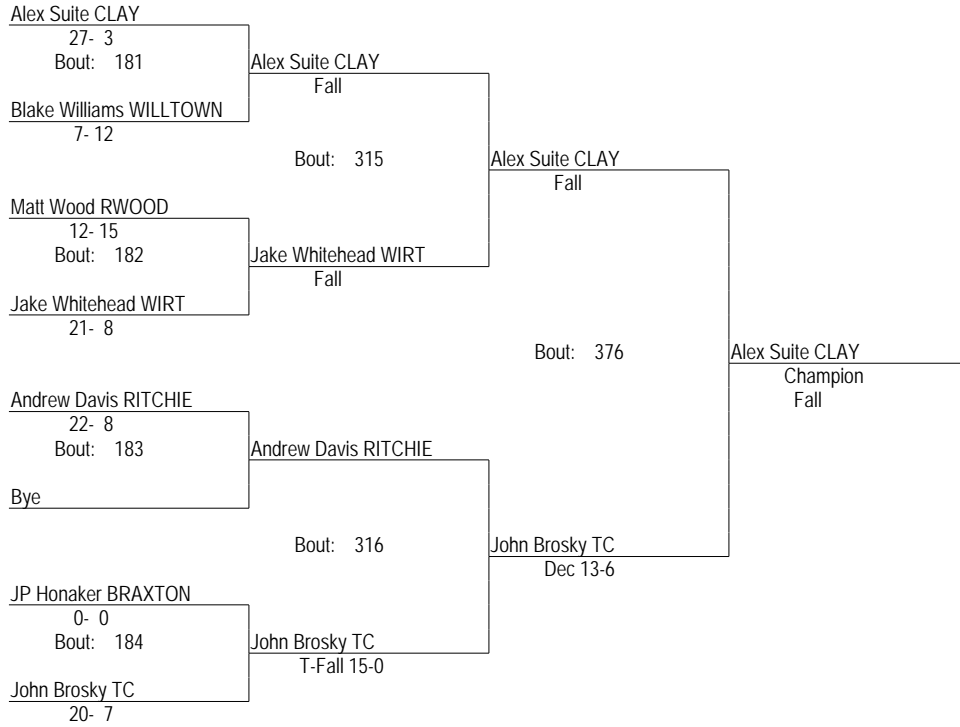 Alex Suite CLAY
27- 3
Bout: 181
Alex Suite CLAY
Fall
Blake Williams WILLTOWN
7- 12
Bout: 315
Alex Suite CLAY
Fall
Matt Wood RWOOD
12- 15
Bout: 182
Jake Whitehead WIRT
Fall
Jake Whitehead WIRT
21- 8
Bout: 376
Alex Suite CLAY
Champion
Fall
Andrew Davis RITCHIE
22- 8
Bout: 183
Andrew Davis RITCHIE
Bye
Bout: 316
John Brosky TC
Dec 13-6
JP Honaker BRAXTON
0- 0
Bout: 184
John Brosky TC
T-Fall 15-0
John Brosky TC
20- 7